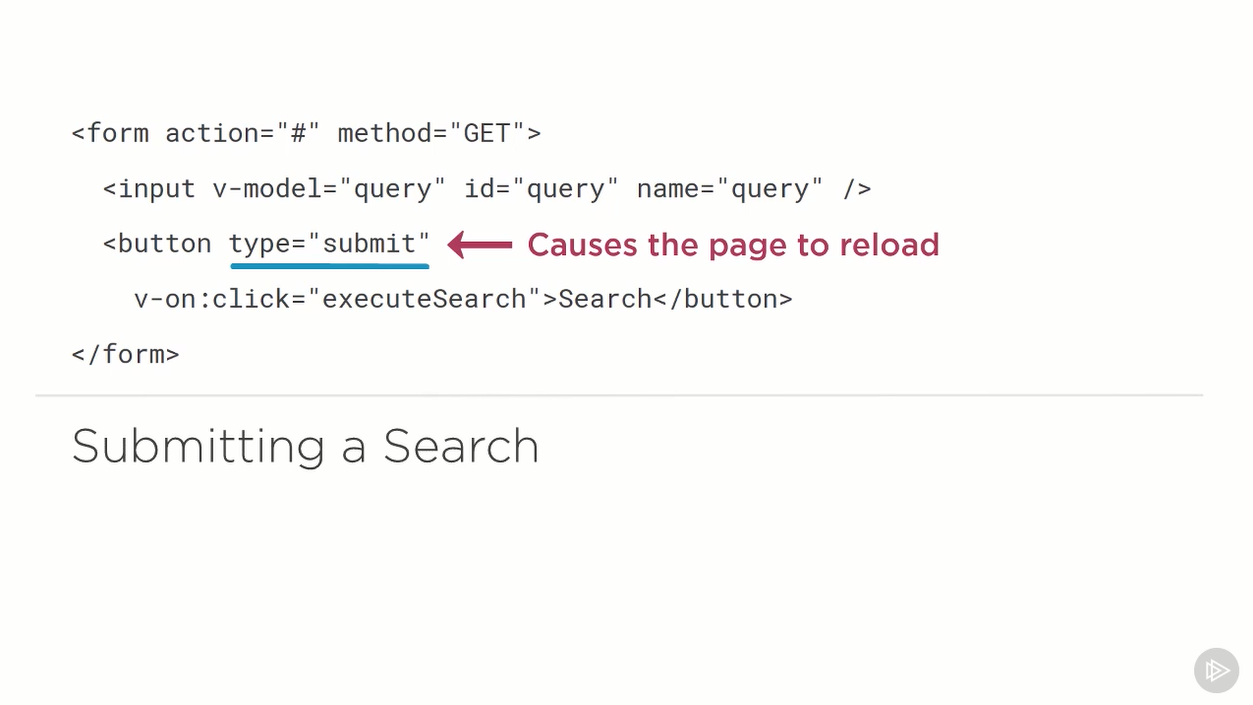 <form action="#" method="GET">
<input v-model="query" id="query" name="query" />
<button type="submit" Causes the page to reload
v-on:click="executeSearch">Search</button>
</form>
Submitting a Search